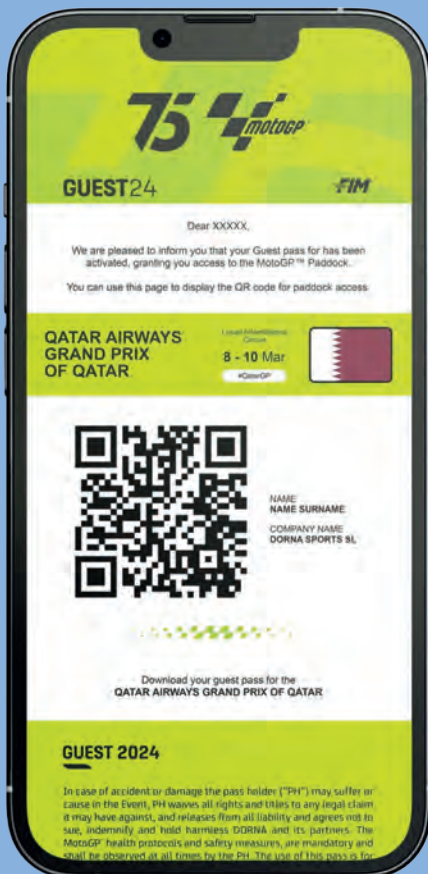 75 motoGP
GUEST24
FIM
Dear XXXXX,
We are pleased to inform you that your Guest pass for has been
activated, granting you access to the MotoGP™ Paddock.
You can use this page to display the QR code for paddock access
QATAR AIRWAYS
GRAND PRIX
OF QATAR
Circuit
8 - 10 Mar
#QatarGP
NAME
NAME SURNAME
COMPANY NAME
DORNA SPORTS SL
Download your guest pass for the
QATAR AIRWAYS GRAND PRIX OF QATAR
GUEST 2024
In case of accident or damage the pass holder ("PH") may suffer or
cause in the Event, PH waives all rights and titles to any legal claim
it may have against, and releases from all liability and agrees not to
sue, indemnify and hold harmless DORNA and its partners. The
MotoGP™ health protocols and safety measures, are mandatory and
shall be observed at all times by the PH. The use of this pass is for